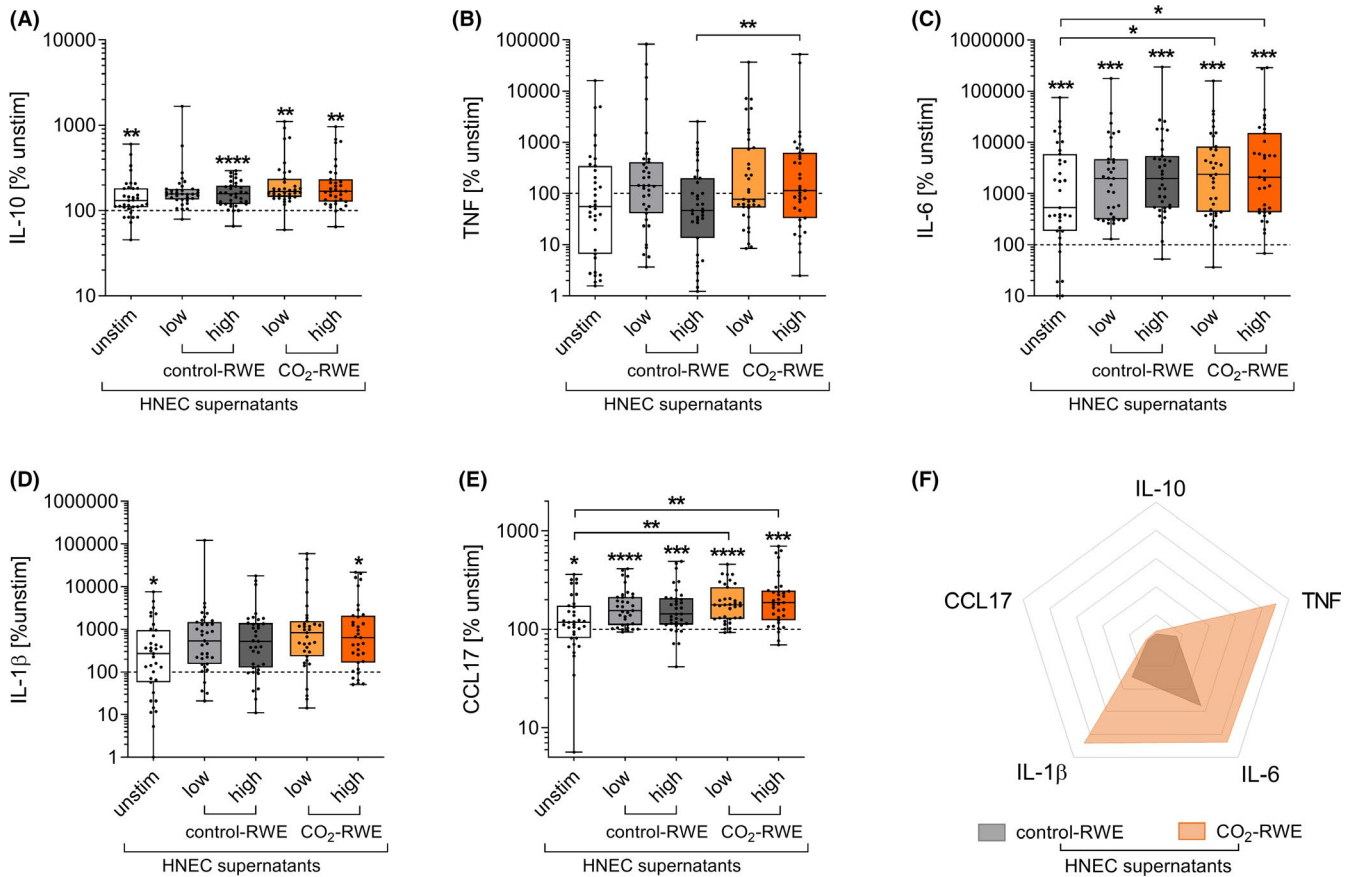 (A)
IL-10 [% unstim]
10000
1000
100
10
**
****
**
**
unstim
low
high
low
high
control-RWE
CO₂-RWE
HNEC supernatants
(B)
TNF [% unstim]
100000
10000
1000
100
10
1
**
unstim
low
high
low
high
control-RWE
CO₂-RWE
HNEC supernatants
(C)
IL-6 [% unstim]
1000000
100000
10000
1000
100
10
*
*
***
***
***
***
***
unstim
low
high
low
high
control-RWE
CO₂-RWE
HNEC supernatants
(D)
IL-1β [%unstim]
1000000
100000
10000
1000
100
10
1
*
*
unstim
low
high
low
high
control-RWE
CO₂-RWE
HNEC supernatants
(E)
CCL17 [% unstim]
1000
100
10
**
**
*
****
***
****
***
unstim
low
high
low
high
control-RWE
CO₂-RWE
HNEC supernatants
(F)
IL-10
TNF
IL-6
IL-1β
CCL17
control-RWE
CO₂-RWE
HNEC supernatants